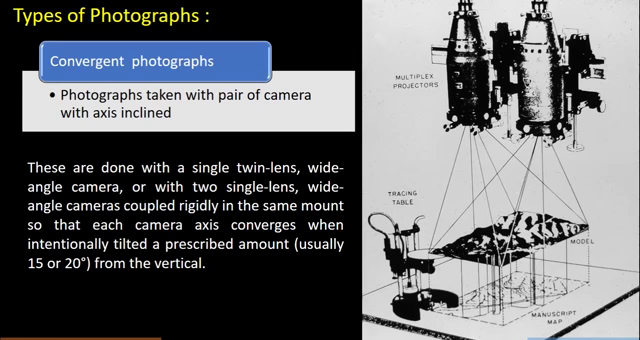 Types of Photographs :
Convergent photographs
• Photographs taken with pair of camera
with axis inclined
These are done with a single twin-lens, wide-
angle camera, or with two single-lens, wide-
angle cameras coupled rigidly in the same mount
so that each camera axis converges when
intentionally tilted a prescribed amount (usually
15 or 20°) from the vertical.
MULTIPLEX
PROJECTORS
TRACING
TABLE
MODEL
MANUSCRIPT
MAP